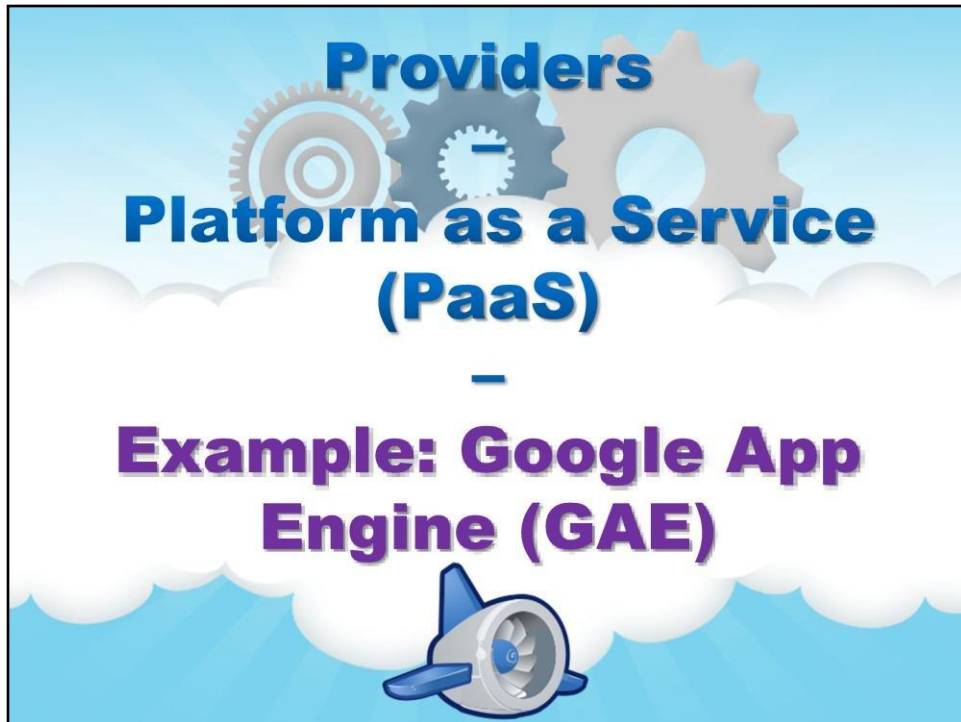 Providers
–
Platform as a Service
(PaaS)
–
Example: Google App
Engine (GAE)